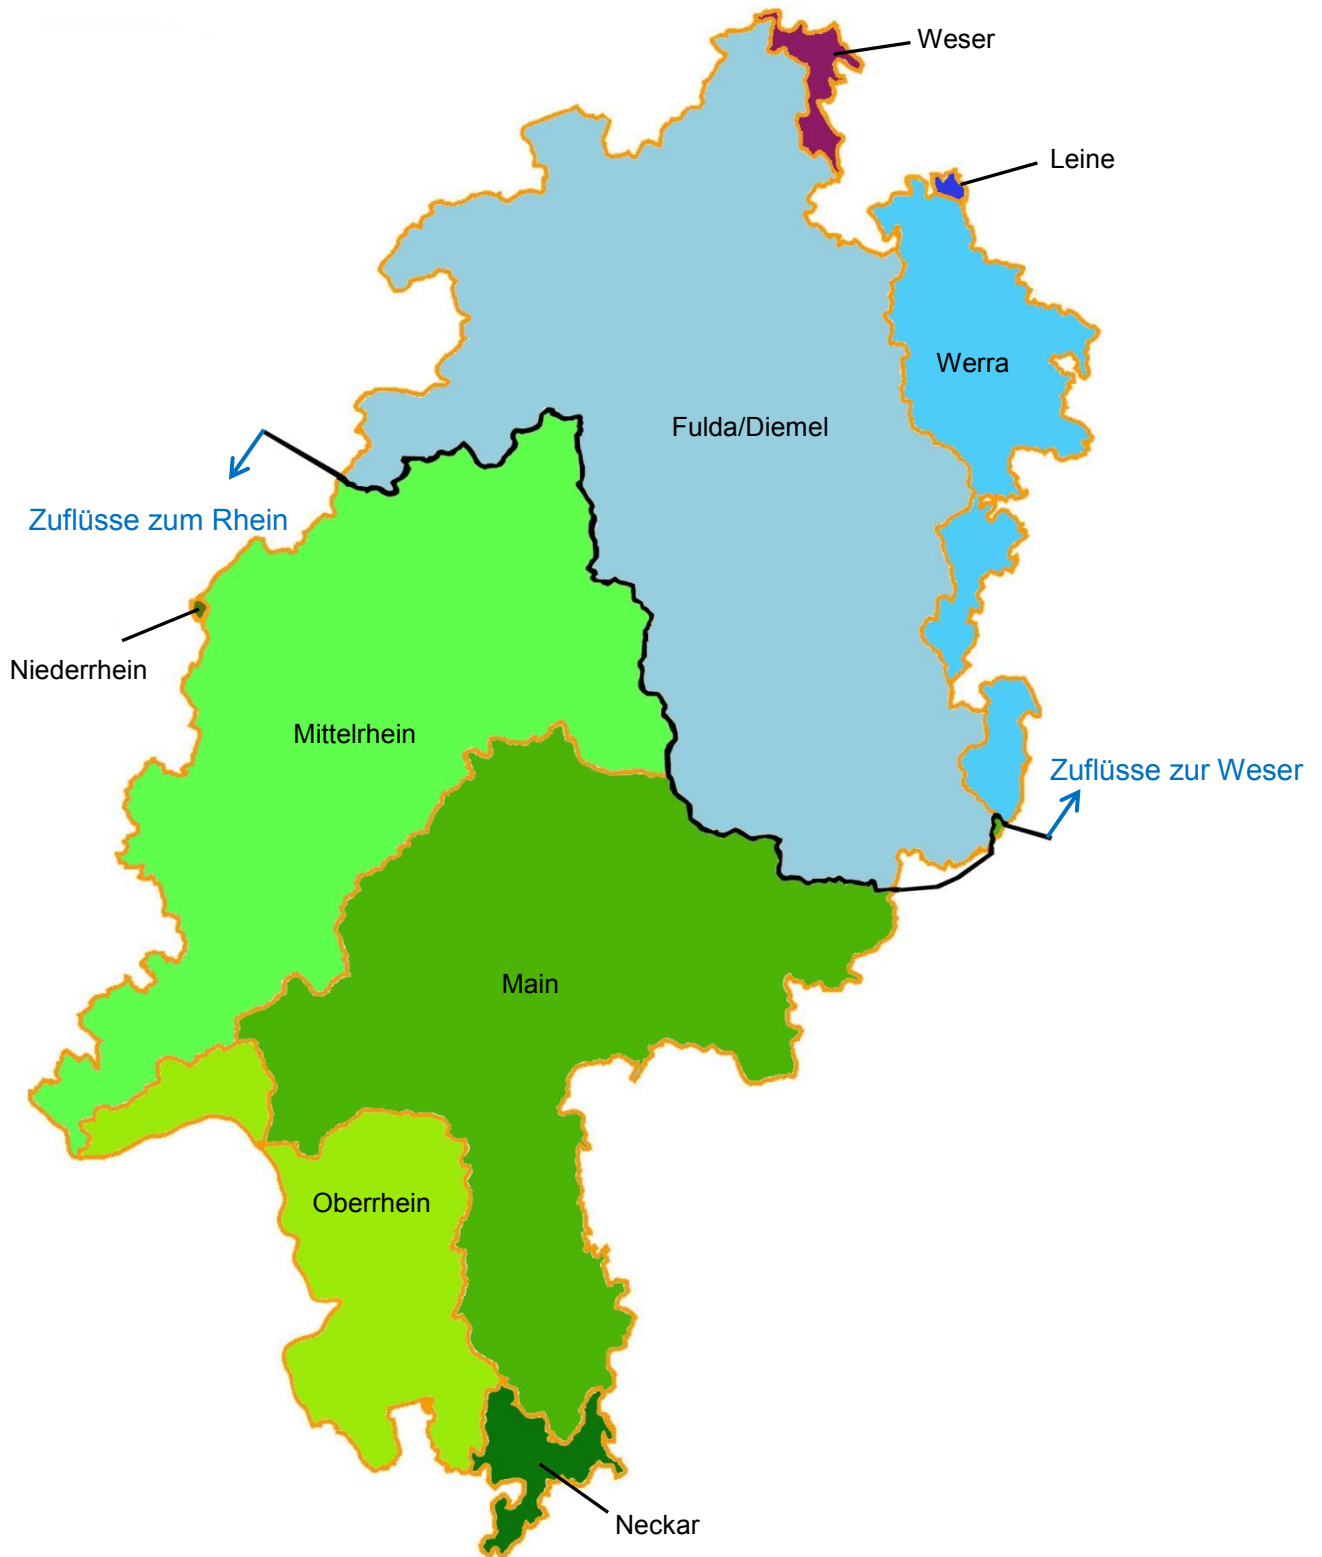 Weser
Leine
Werra
Fulda/Diemel
Zuflüsse zum Rhein
Niederrhein
Mittelrhein
Zuflüsse zur Weser
Main
Oberrhein
Neckar